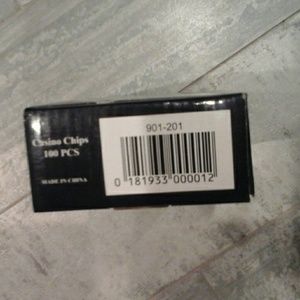 Casino Chips
100 PCS
MADE IN CHINA
901-201
0 181933 000012